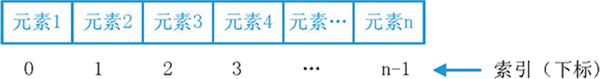 元素1 元素2 元素3 元素4 元素… 元素n
0 1 2 3 … n-1 索引（下标）